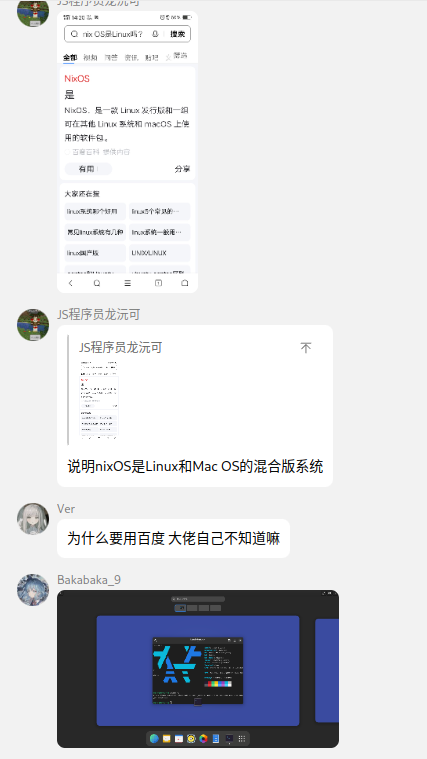 JS程序员龙沅可
14:20
nix OS是Linux吗?
搜索
全部 视频 问答 资讯 贴吧
NixOS
是
NixOS，是一款 Linux 发行版和一组
可在其他 Linux 系统和 macOS 上使
用的软件包。
百度百科 提供内容
有用
分享
大家还在搜
linux系统哪个好用
linux5个常见的…
常见linux系统有几种
linux系统一般用…
linux国产版
UNIX/LINUX
JS程序员龙沅可
JS程序员龙沅可
说明nixOS是Linux和Mac OS的混合版系统
Ver
为什么要用百度 大佬自己不知道嘛
Bakabaka_9